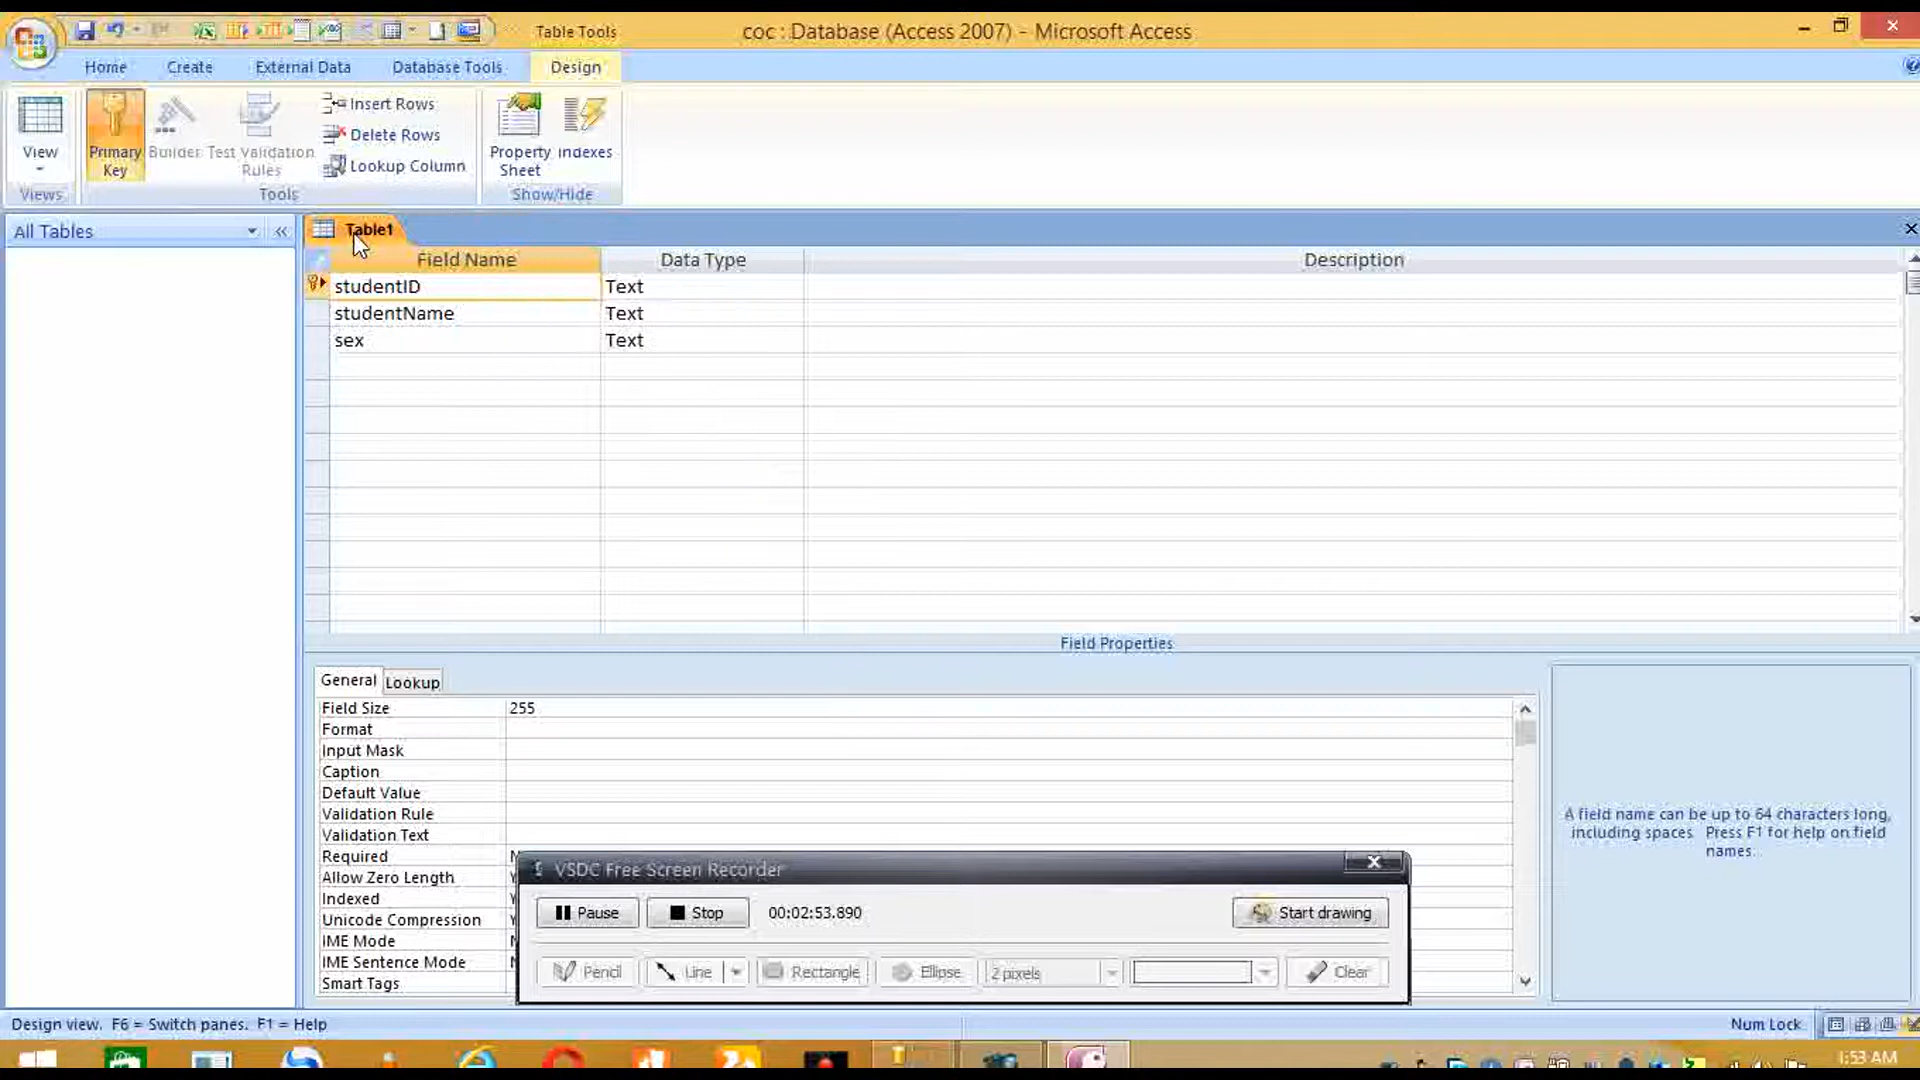 Table Tools
coc : Database (Access 2007) - Microsoft Access
Home Create External Data Database Tools Design
View
Primary Key
Builder
Test Validation Rules
Insert Rows
Delete Rows
Lookup Column
Property Sheet
Indexes
Views
Tools
Show/Hide
All Tables
Table1
Field Name Data Type Description
studentID Text
studentName Text
sex Text
Field Properties
General Lookup
Field Size 255
Format
Input Mask
Caption
Default Value
Validation Rule
Validation Text
Required
Allow Zero Length
Indexed
Unicode Compression
IME Mode
IME Sentence Mode
Smart Tags
A field name can be up to 64 characters long,
including spaces. Press F1 for help on field
names.
VSDC Free Screen Recorder
Pause Stop 00:02:53.890 Start drawing
Pencil Line Rectangle Ellipse 2 pixels Clear
Design view. F6 = Switch panes. F1 = Help
Num Lock
1:53 AM